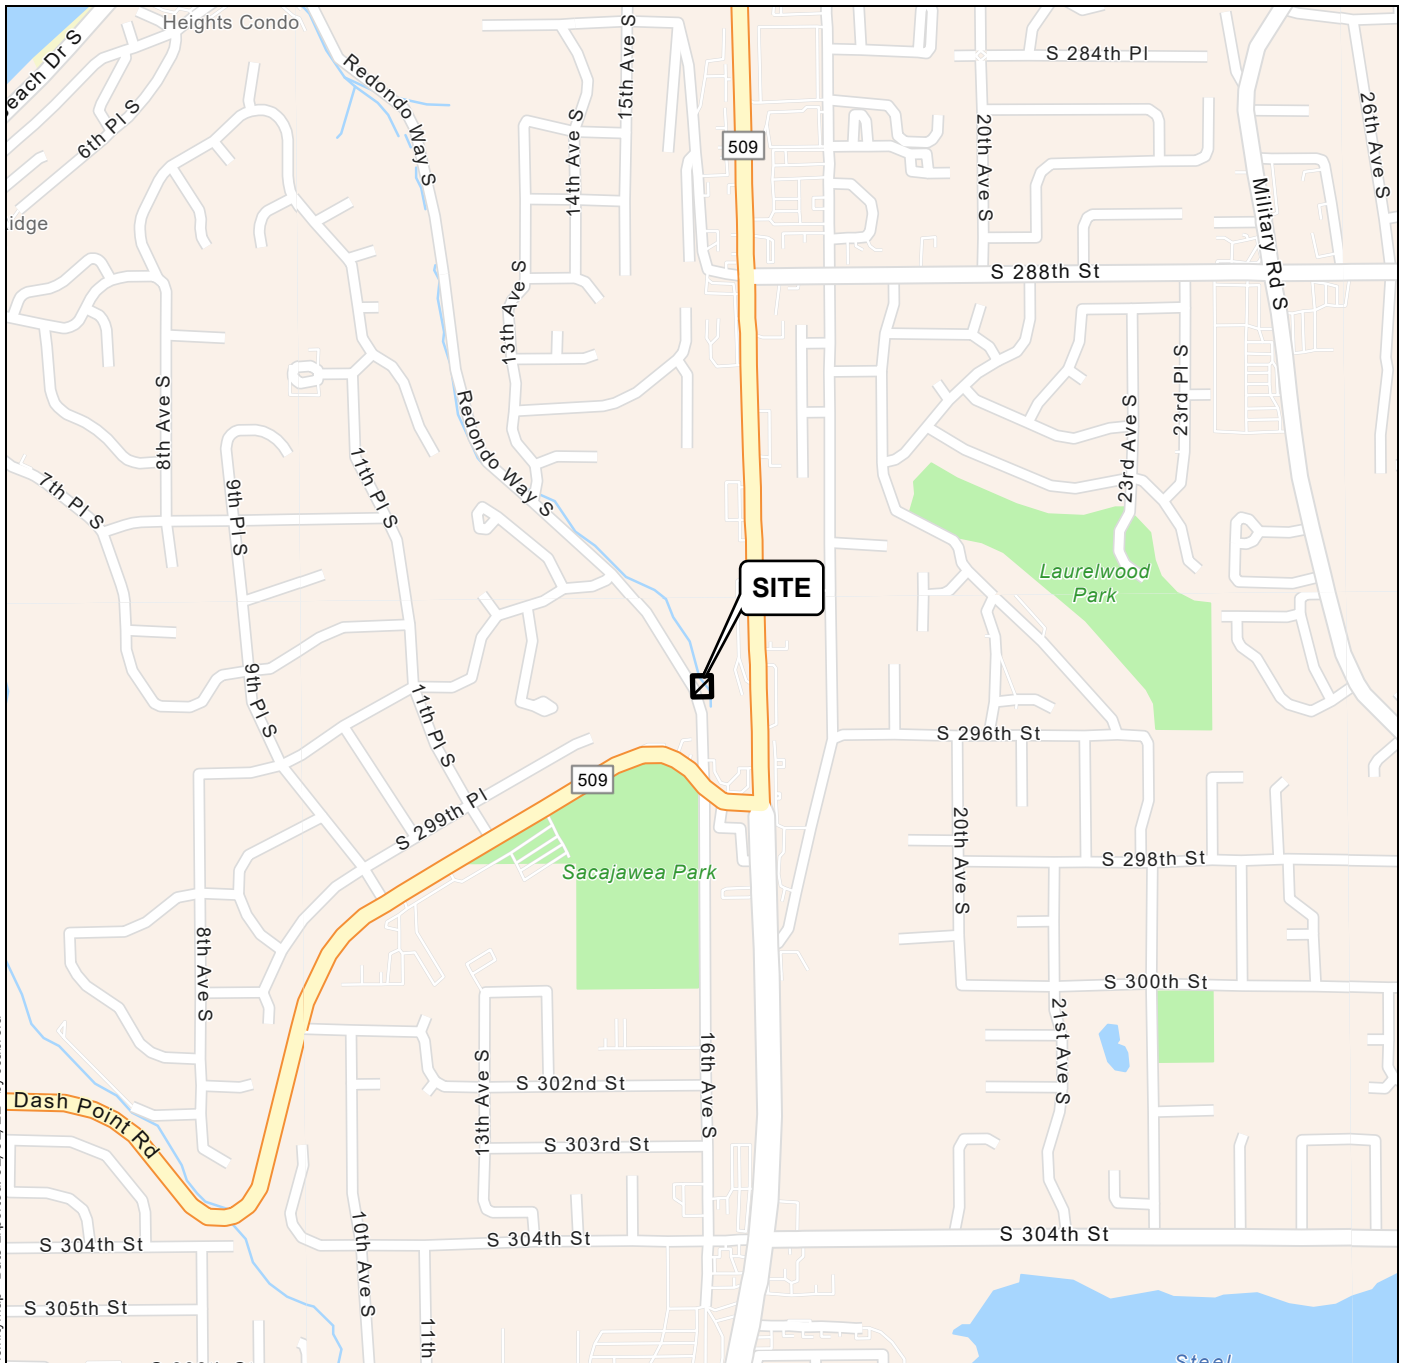 Heights Condo
S 284th Pl
each Dr S
6th Pl S
Redondo Way S
14th Ave S
15th Ave S
509
20th Ave S
Military Rd S
26th Ave S
idge
S 288th St
13th Ave S
8th Ave S
Redondo Way S
23rd Ave S
23rd Pl S
7th Pl S
9th Pl S
11th Pl S
SITE
Laurelwood
Park
9th Pl S
11th Pl S
S 296th St
509
S 299th Pl
Sacajawea Park
20th Ave S
S 298th St
8th Ave S
S 300th St
13th Ave S
16th Ave S
21st Ave S
S 302nd St
Dash Point Rd
S 303rd St
S 304th St
10th Ave S
S 304th St
S 304th St
S 305th St
11th
Steel